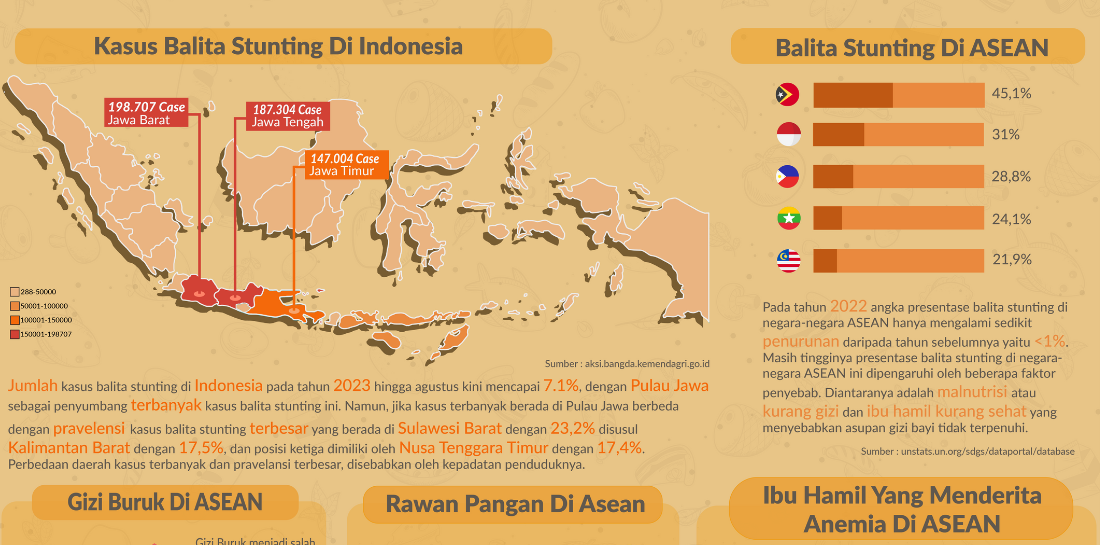 Kasus Balita Stunting Di Indonesia
198.707 Case
Jawa Barat
187.304 Case
Jawa Tengah
147.004 Case
Jawa Timur
288-50000
50001-100000
100001-150000
150001-198707
Sumber : aksi.bangda.kemendagri.go.id
Jumlah kasus balita stunting di Indonesia pada tahun 2023 hingga agustus kini mencapai 7.1%, dengan Pulau Jawa
sebagai penyumbang terbanyak kasus balita stunting ini. Namun, jika kasus terbanyak berada di Pulau Jawa berbeda
dengan pravelensi kasus balita stunting terbesar yang berada di Sulawesi Barat dengan 23,2% disusul
Kalimantan Barat dengan 17,5%, dan posisi ketiga dimiliki oleh Nusa Tenggara Timur dengan 17,4%.
Perbedaan daerah kasus terbanyak dan pravelansi terbesar, disebabkan oleh kepadatan penduduknya.
Balita Stunting Di ASEAN
45,1%
31%
28,8%
24,1%
21,9%
Pada tahun 2022 angka presentase balita stunting di
negara-negara ASEAN hanya mengalami sedikit
penurunan daripada tahun sebelumnya yaitu <1%.
Masih tingginya presentase balita stunting di negara-
negara ASEAN ini dipengaruhi oleh beberapa faktor
penyebab. Diantaranya adalah malnutrisi atau
kurang gizi dan ibu hamil kurang sehat yang
menyebabkan asupan gizi bayi tidak terpenuhi.
Sumber : unstats.un.org/sdgs/dataportal/database
Gizi Buruk Di ASEAN
Gizi Buruk menjadi salah
Rawan Pangan Di Asean
Ibu Hamil Yang Menderita
Anemia Di ASEAN